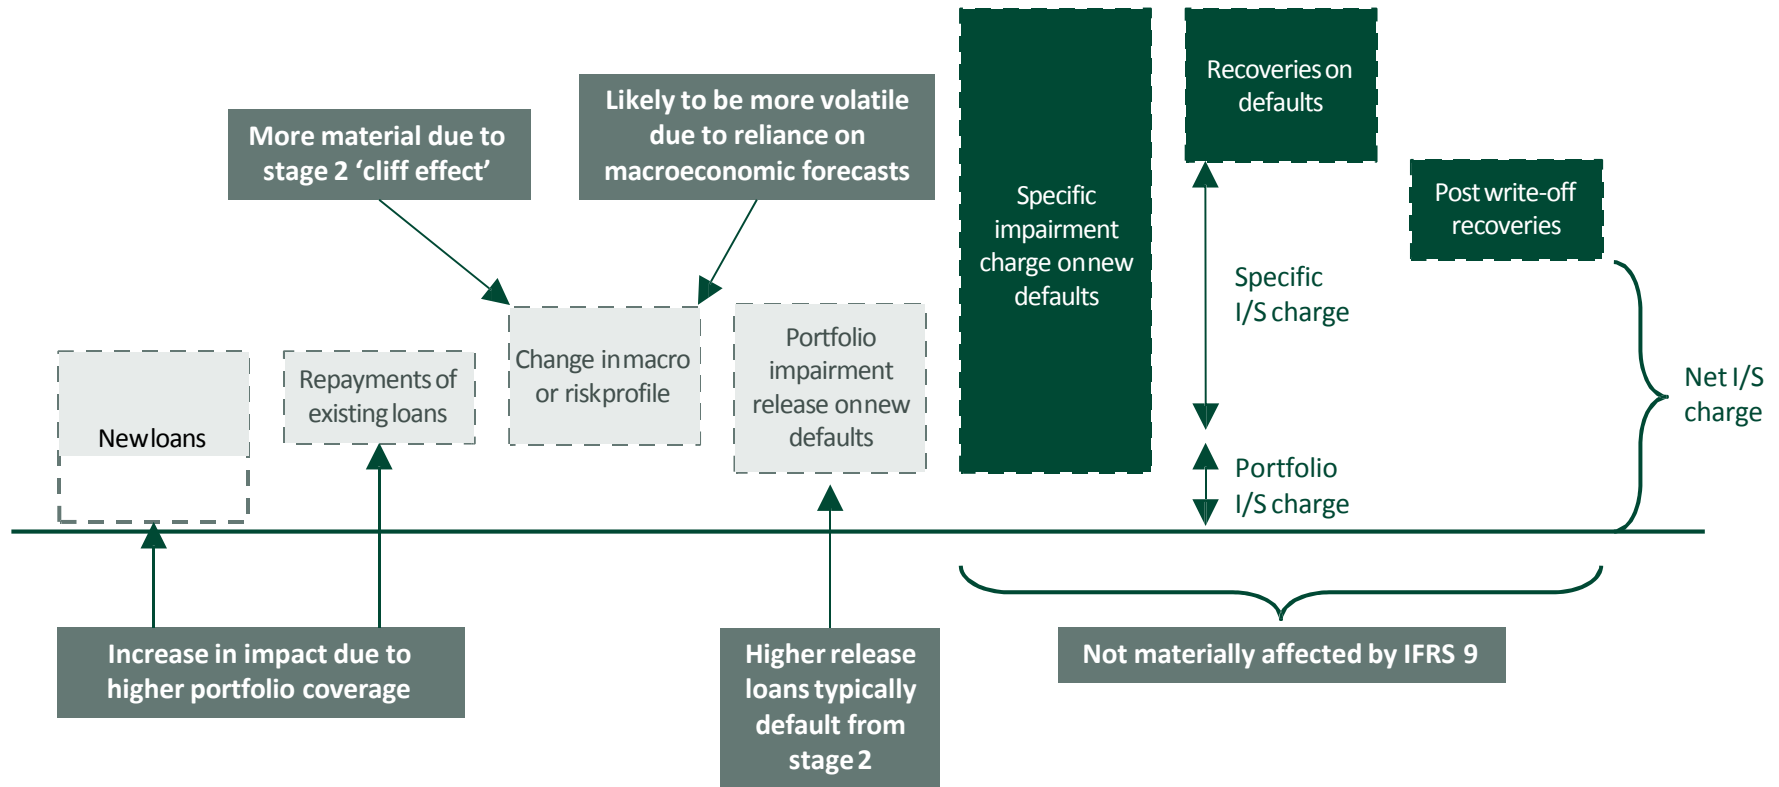 More material due to
stage 2 ‘cliff effect’
Likely to be more volatile
due to reliance on
macroeconomic forecasts
New loans
Repayments of
existing loans
Change in macro
or risk profile
Portfolio
impairment
release on new
defaults
Specific
impairment
charge on new
defaults
Recoveries on
defaults
Post write-off
recoveries
Specific
I/S charge
Portfolio
I/S charge
Net I/S
charge
Increase in impact due to
higher portfolio coverage
Higher release
loans typically
default from
stage 2
Not materially affected by IFRS 9